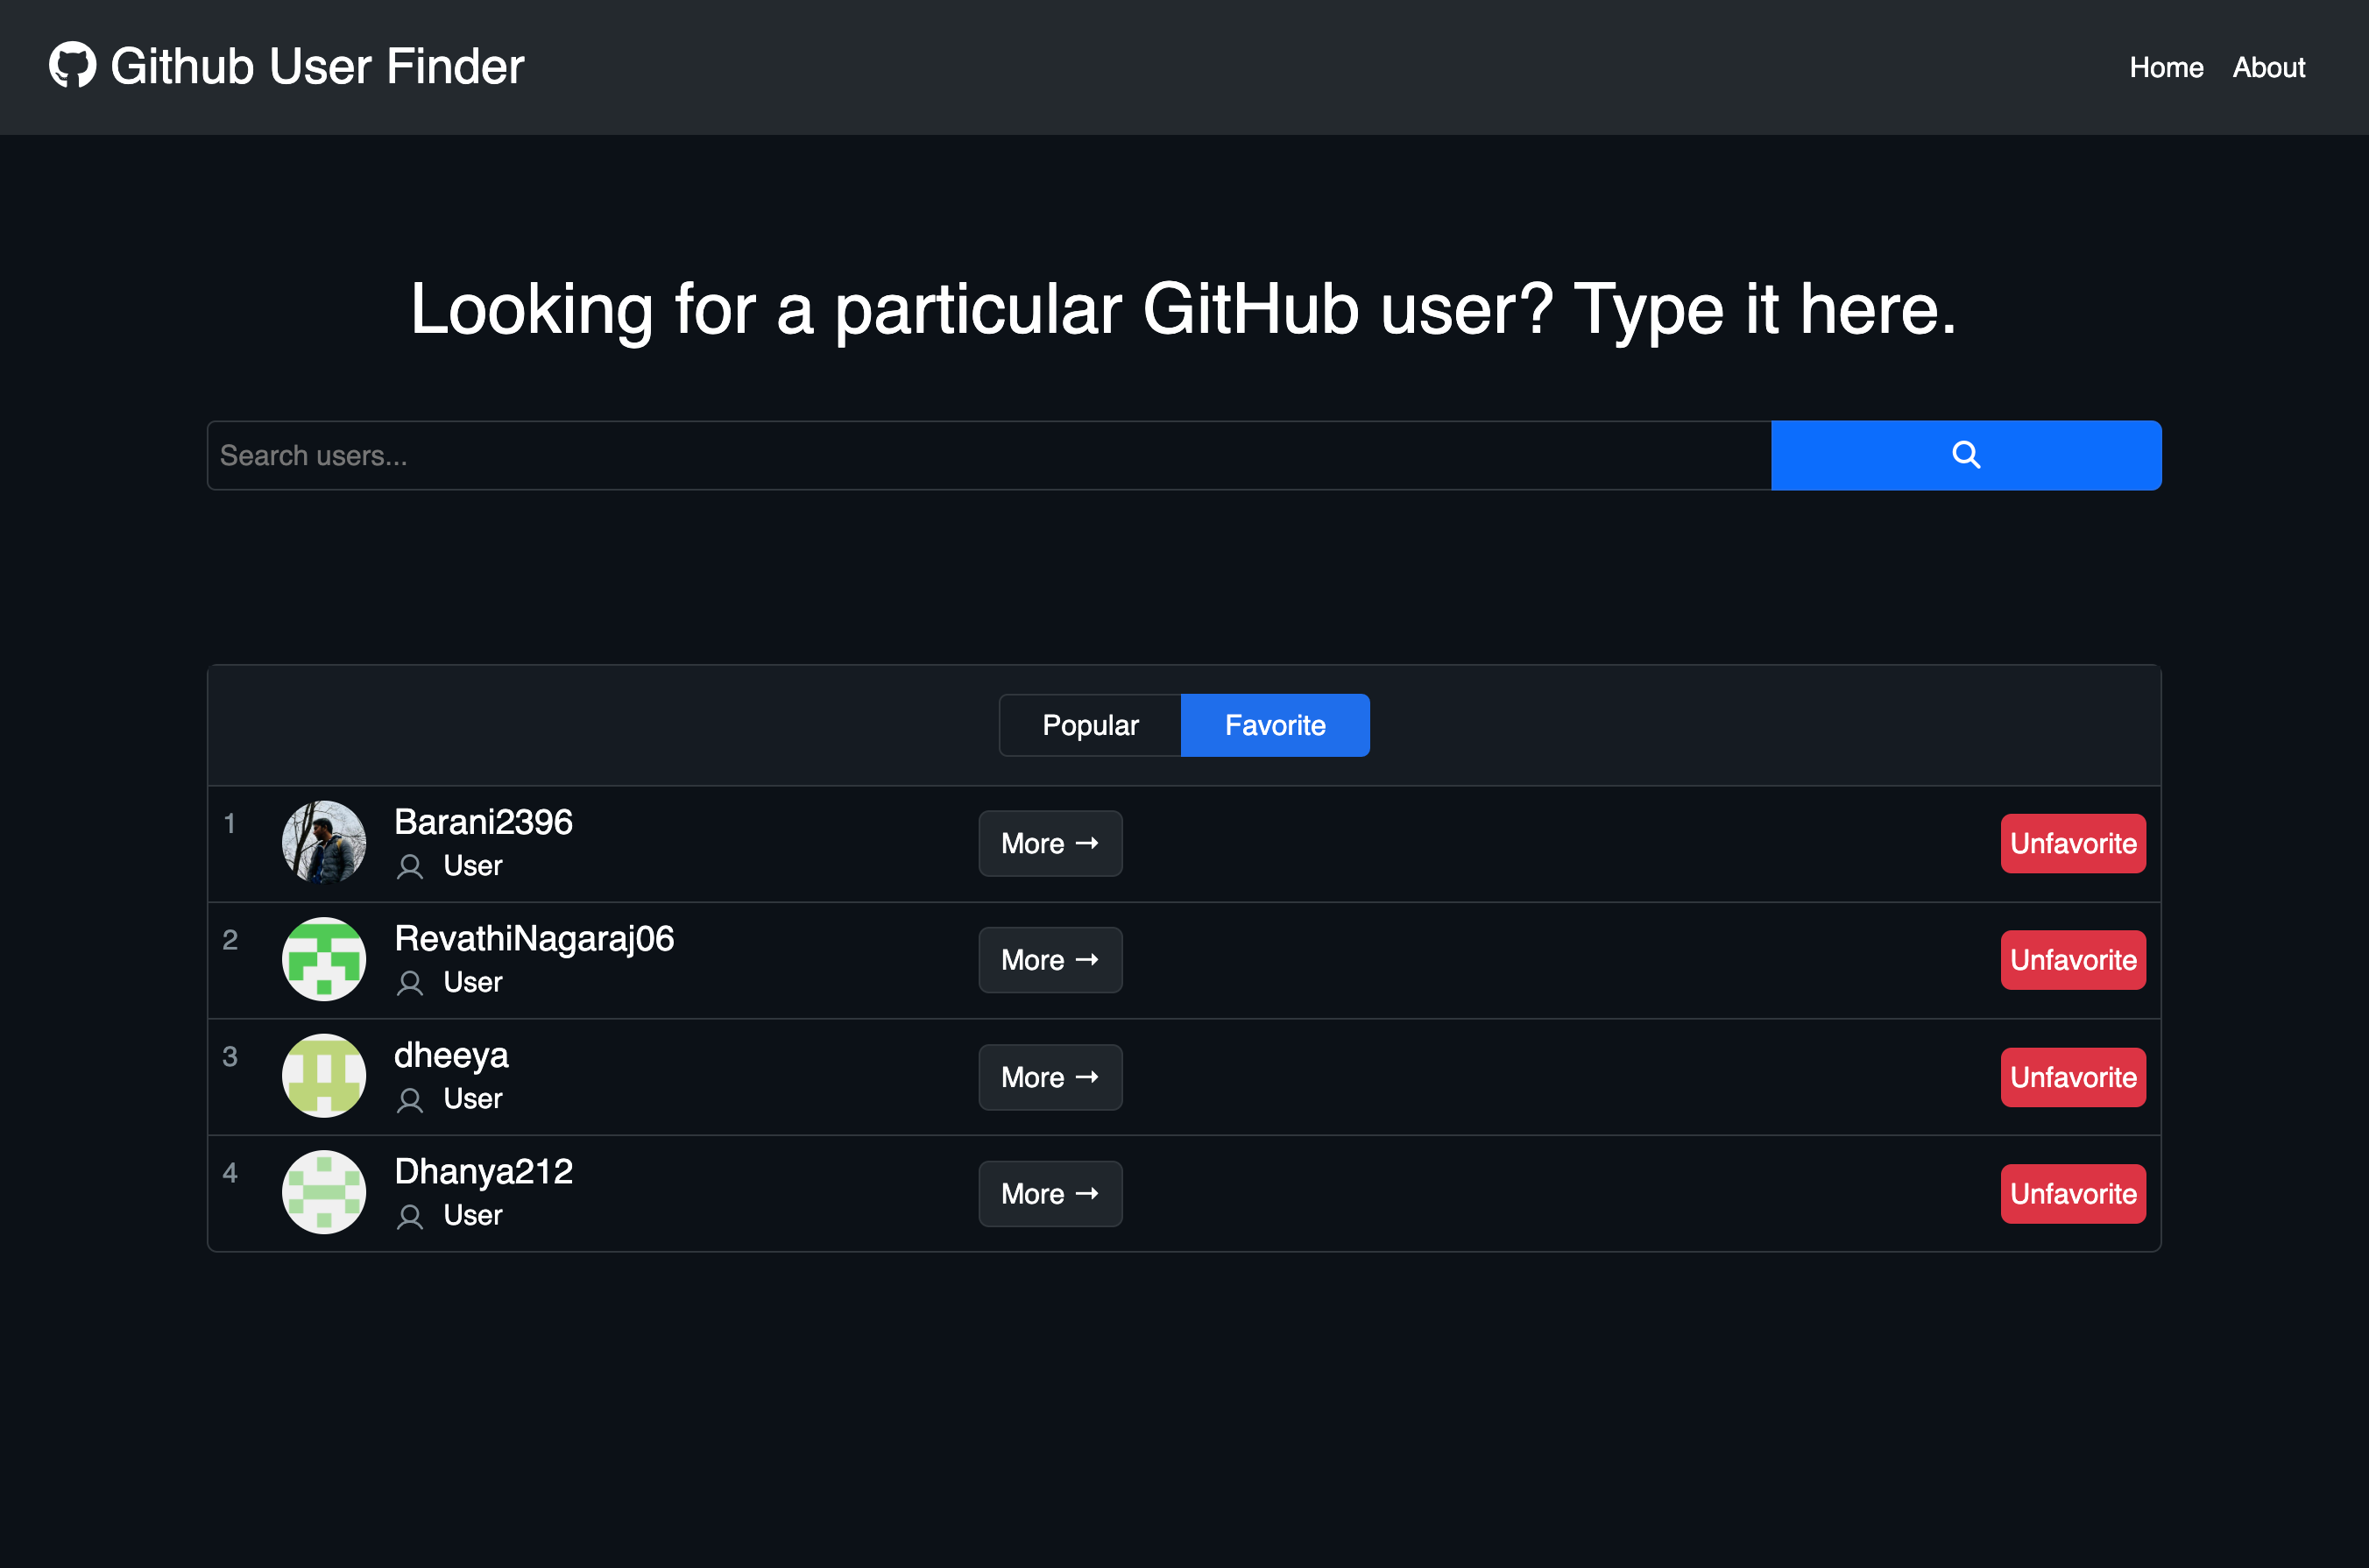 Github User Finder
Home About
Looking for a particular GitHub user? Type it here.
Search users...
Popular Favorite
1 Barani2396
User
More →
Unfavorite
2 RevathiNagaraj06
User
More →
Unfavorite
3 dheeya
User
More →
Unfavorite
4 Dhanya212
User
More →
Unfavorite